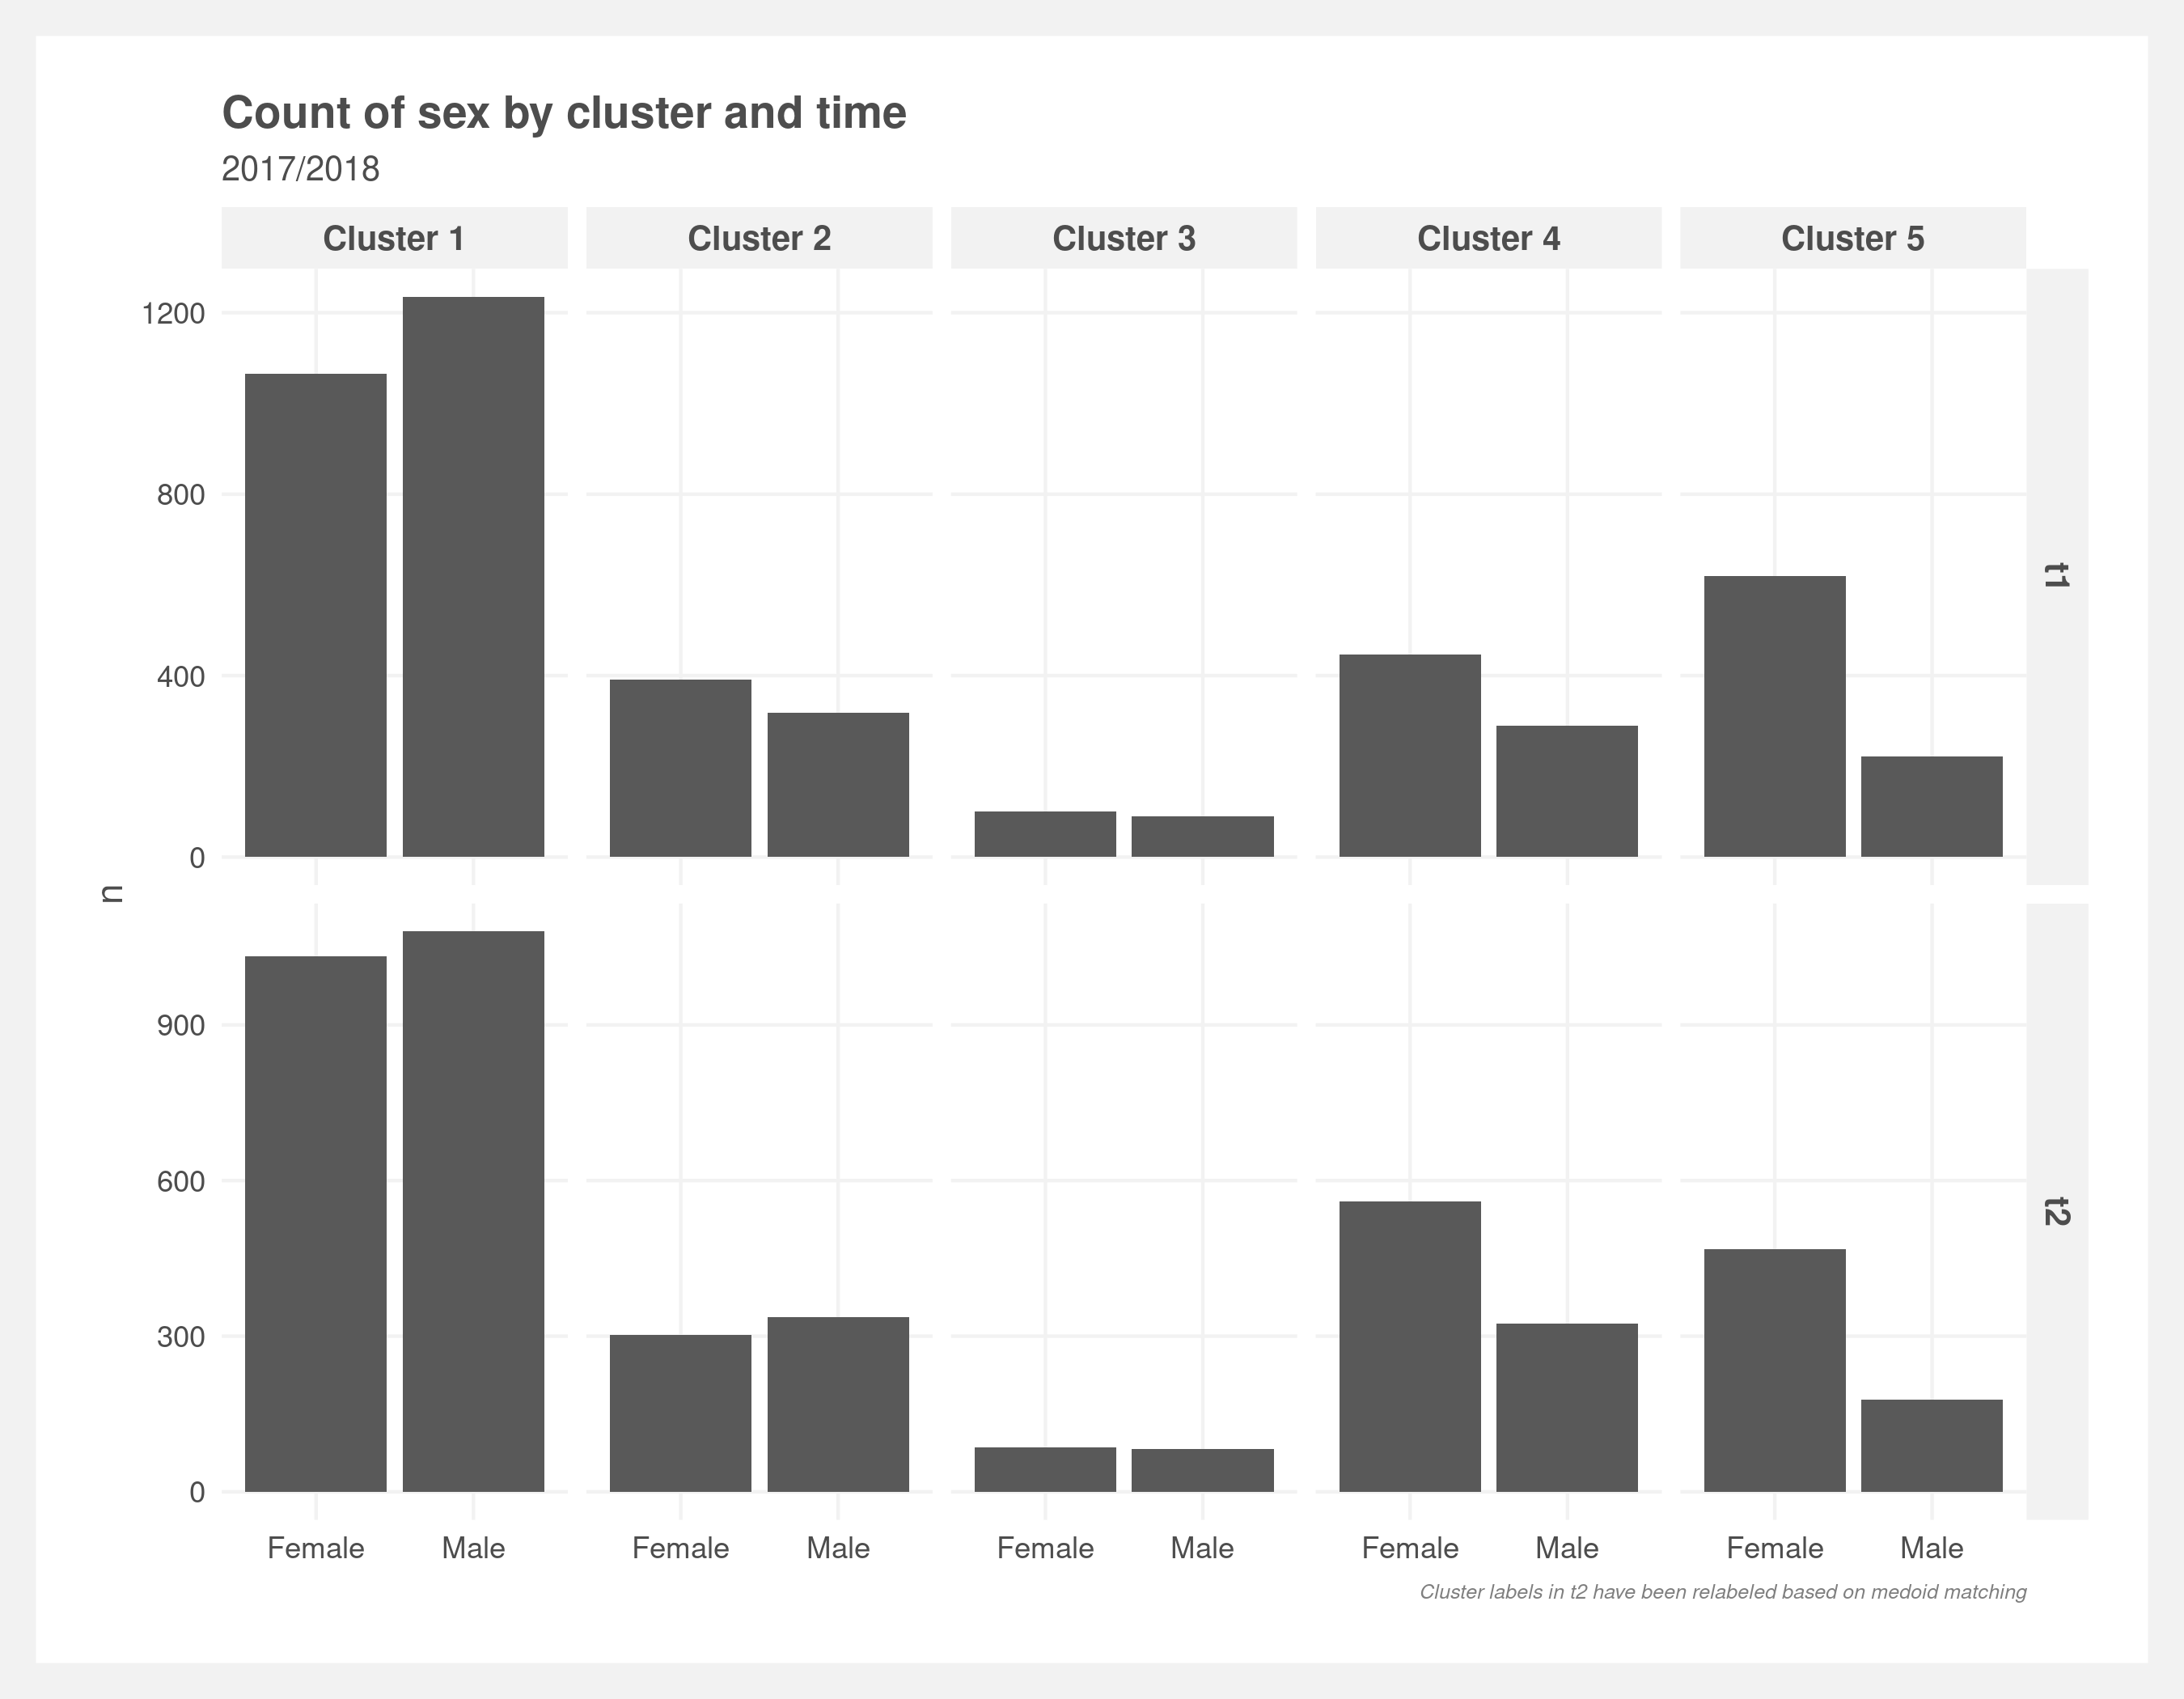 Count of sex by cluster and time
2017/2018
Cluster 1 Cluster 2 Cluster 3 Cluster 4 Cluster 5
1200
800
400
0
t1
n
900
600
300
0
t2
Female Male Female Male Female Male Female Male Female Male
Cluster labels in t2 have been relabeled based on medoid matching